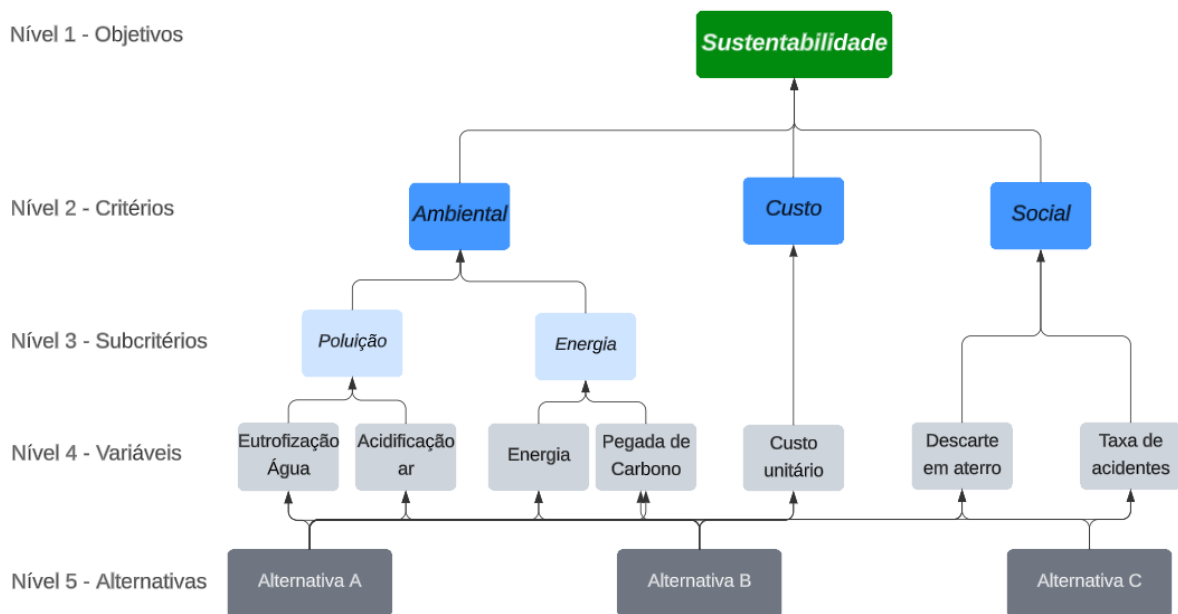 Nível 1 - Objetivos
Sustentabilidade
Nível 2 - Critérios
Ambiental
Custo
Social
Nível 3 - Subcritérios
Poluição
Energia
Nível 4 - Variáveis
Eutrofização
Água
Acidificação
ar
Energia
Pegada de
Carbono
Custo
unitário
Descarte
em aterro
Taxa de
acidentes
Nível 5 - Alternativas
Alternativa A
Alternativa B
Alternativa C